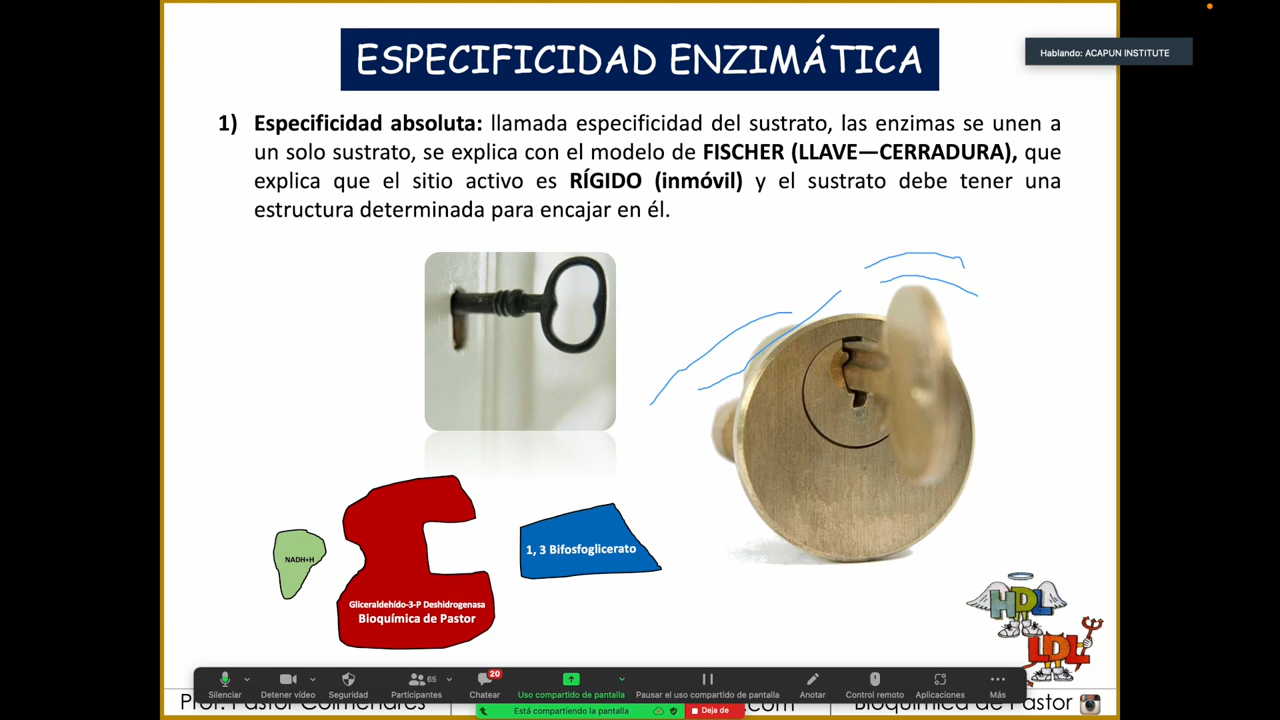 ESPECIFICIDAD ENZIMÁTICA
Hablando: ACAPUN INSTITUTE
1) Especificidad absoluta: llamada especificidad del sustrato, las enzimas se unen a
un solo sustrato, se explica con el modelo de FISCHER (LLAVE—CERRADURA), que
explica que el sitio activo es RÍGIDO (inmóvil) y el sustrato debe tener una
estructura determinada para encajar en él.
NADH+H
1, 3 Bifosfoglicerato
Gliceraldehído-3-P Deshidrogenasa
Bioquímica de Pastor
HDL
LDL
65
20
Silenciar
Detener vídeo
Seguridad
Participantes
Chatear
Uso compartido de pantalla
Pausar el uso compartido de pantalla
Anotar
Control remoto
Aplicaciones
Más
Prof. Pastor Colmenares
.com
Bioquímica de Pastor
Está compartiendo la pantalla
Deja de